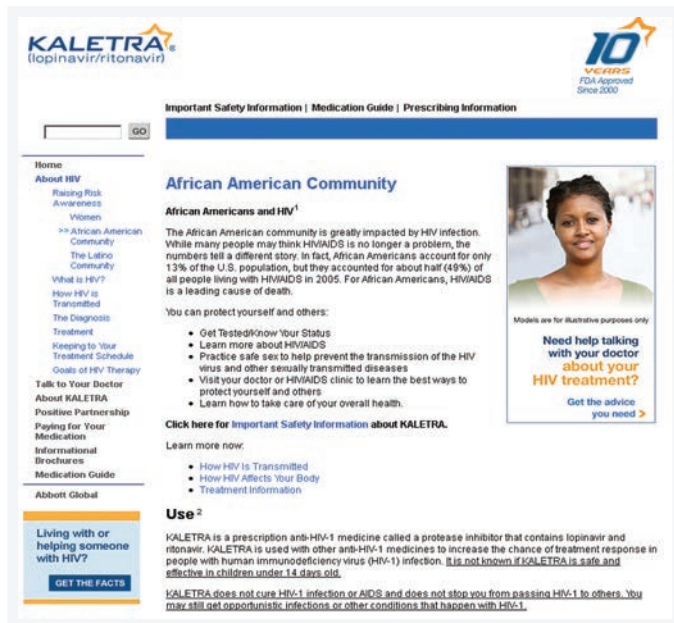 KALETRA®
(lopinavir/ritonavir)
10
YEARS
FDA Approved
Since 2000
Important Safety Information | Medication Guide | Prescribing Information
GO
Home
About HIV
Raising Risk
Awareness
Women
>> African American
Community
The Latino
Community
What is HIV?
How HIV is
Transmitted
The Diagnosis
Treatment
Keeping to Your
Treatment Schedule
Goals of HIV Therapy
Talk to Your Doctor
About KALETRA
Positive Partnership
Paying for Your
Medication
Informational
Brochures
Medication Guide
Abbott Global
Living with or
helping someone
with HIV?
GET THE FACTS
African American Community
African Americans and HIV1
The African American community is greatly impacted by HIV infection.
While many people may think HIV/AIDS is no longer a problem, the
numbers tell a different story. In fact, African Americans account for only
13% of the U.S. population, but they accounted for about half (49%) of
all people living with HIV/AIDS in 2005. For African Americans, HIV/AIDS
is a leading cause of death.
You can protect yourself and others:
• Get Tested/Know Your Status
• Learn more about HIV/AIDS
• Practice safe sex to help prevent the transmission of the HIV
virus and other sexually transmitted diseases
• Visit your doctor or HIV/AIDS clinic to learn the best ways to
protect yourself and others
• Learn how to take care of your overall health.
Click here for Important Safety Information about KALETRA.
Learn more now:
• How HIV Is Transmitted
• How HIV Affects Your Body
• Treatment Information
Models are for illustrative purposes only
Need help talking
with your doctor
about your
HIV treatment?
Get the advice
you need >
Use2
KALETRA is a prescription anti-HIV-1 medicine called a protease inhibitor that contains lopinavir and
ritonavir. KALETRA is used with other anti-HIV-1 medicines to increase the chance of treatment response in
people with human immunodeficiency virus (HIV-1) infection. It is not known if KALETRA is safe and
effective in children under 14 days old.
KALETRA does not cure HIV-1 infection or AIDS and does not stop you from passing HIV-1 to others. You
may still get opportunistic infections or other conditions that happen with HIV-1.